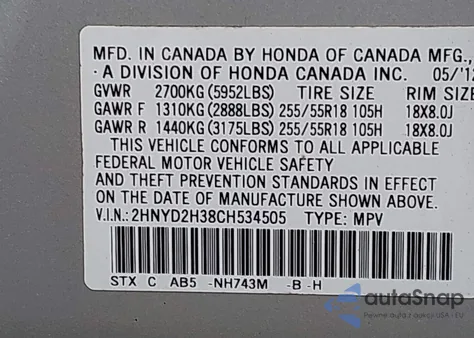 MFD. IN CANADA BY HONDA OF CANADA MFG.,
A DIVISION OF HONDA CANADA INC. 05/'12
GVWR 2700KG(5952LBS) TIRE SIZE RIM SIZE
GAWR F 1310KG(2888LBS) 255/55R18 105H 18X8.0J
GAWR R 1440KG(3175LBS) 255/55R18 105H 18X8.0J
THIS VEHICLE CONFORMS TO ALL APPLICABLE
FEDERAL MOTOR VEHICLE SAFETY
AND THEFT PREVENTION STANDARDS IN EFFECT
ON THE DATE OF MANUFACTURE SHOWN ABOVE.
V.I.N.: 2HNYD2H38CH534505 TYPE: MPV
STX C AB5 -NH743M -B-H
autoSnap